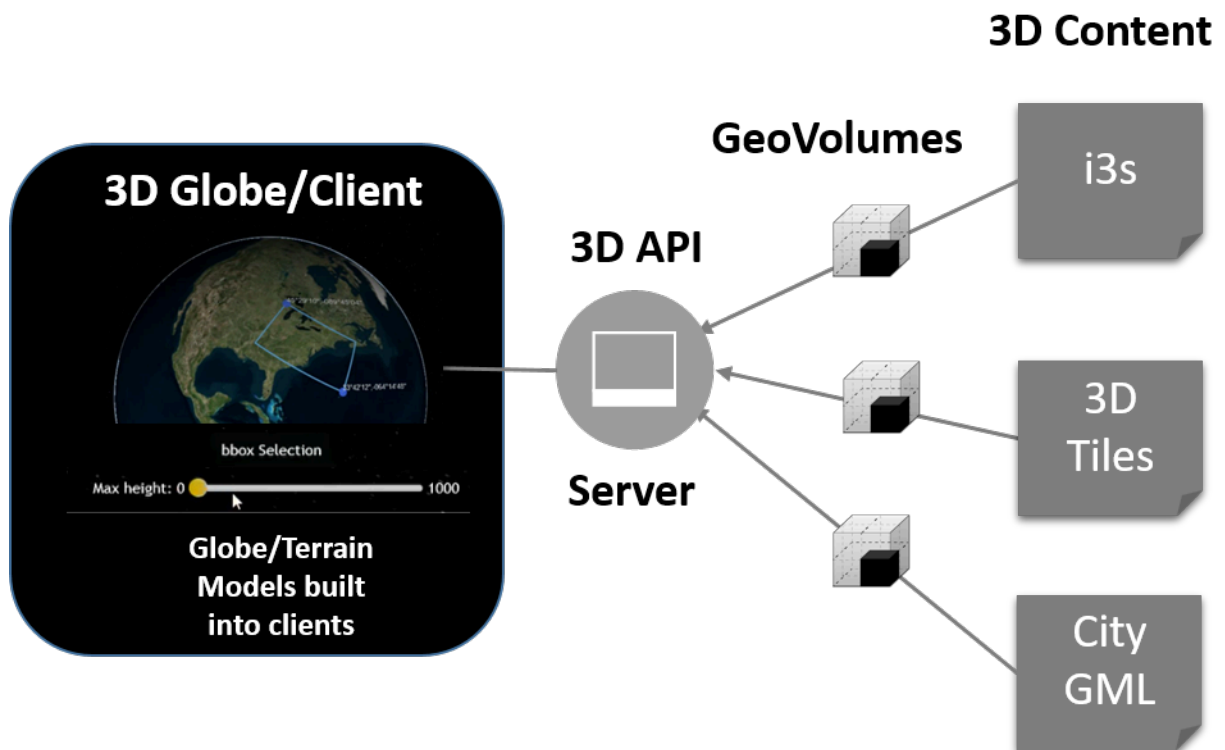 3D Content
GeoVolumes
i3s
3D Globe/Client
3D API
bbox Selection
Max height: 0
1000
3D
Tiles
Server
Globe/Terrain
Models built
into clients
City
GML